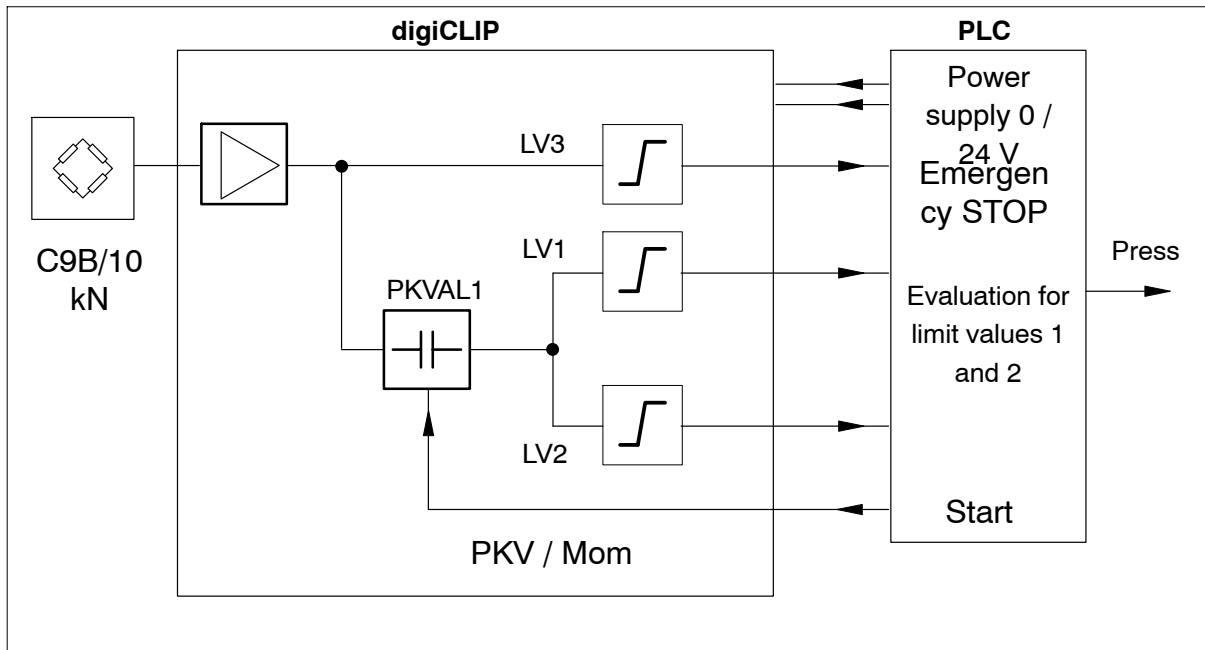 digiCLIP
PLC
Power
supply 0 /
24 V
Emergen
cy STOP
LV3
C9B/10
kN
LV1
PKVAL1
Press
Evaluation for
limit values 1
and 2
LV2
Start
PKV / Mom